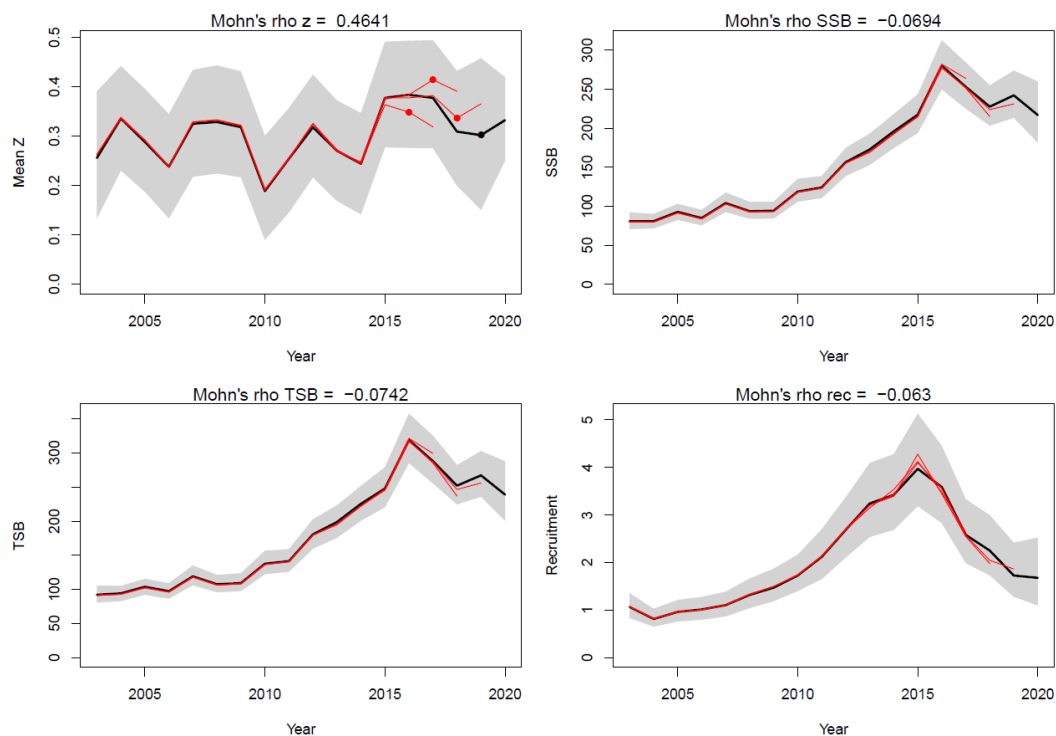 Mohn's rho z = 0.4641
Mean Z
0.5
0.4
0.3
0.2
0.1
0.0
2005 2010 2015 2020
Year
Mohn's rho SSB = −0.0694
SSB
300
250
200
150
100
50
0
2005 2010 2015 2020
Year
Mohn's rho TSB = −0.0742
TSB
300
200
100
50
0
2005 2010 2015 2020
Year
Mohn's rho rec = −0.063
Recruitment
5
4
3
2
1
0
2005 2010 2015 2020
Year